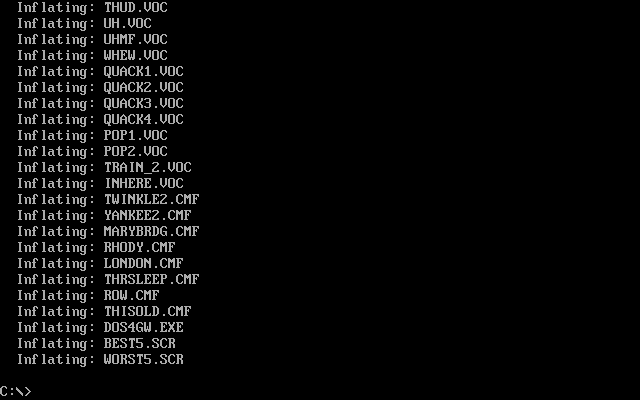 Inflating: THUD.VOC
Inflating: UH.VOC
Inflating: UHMF.VOC
Inflating: WHEW.VOC
Inflating: QUACK1.VOC
Inflating: QUACK2.VOC
Inflating: QUACK3.VOC
Inflating: QUACK4.VOC
Inflating: POP1.VOC
Inflating: POP2.VOC
Inflating: TRAIN_2.VOC
Inflating: INHERE.VOC
Inflating: TWINKLE2.CMF
Inflating: YANKEE2.CMF
Inflating: MARYBRDG.CMF
Inflating: RHODY.CMF
Inflating: LONDON.CMF
Inflating: THRSLEEP.CMF
Inflating: ROW.CMF
Inflating: THISOLD.CMF
Inflating: DOS4GW.EXE
Inflating: BEST5.SCR
Inflating: WORST5.SCR
C:\>